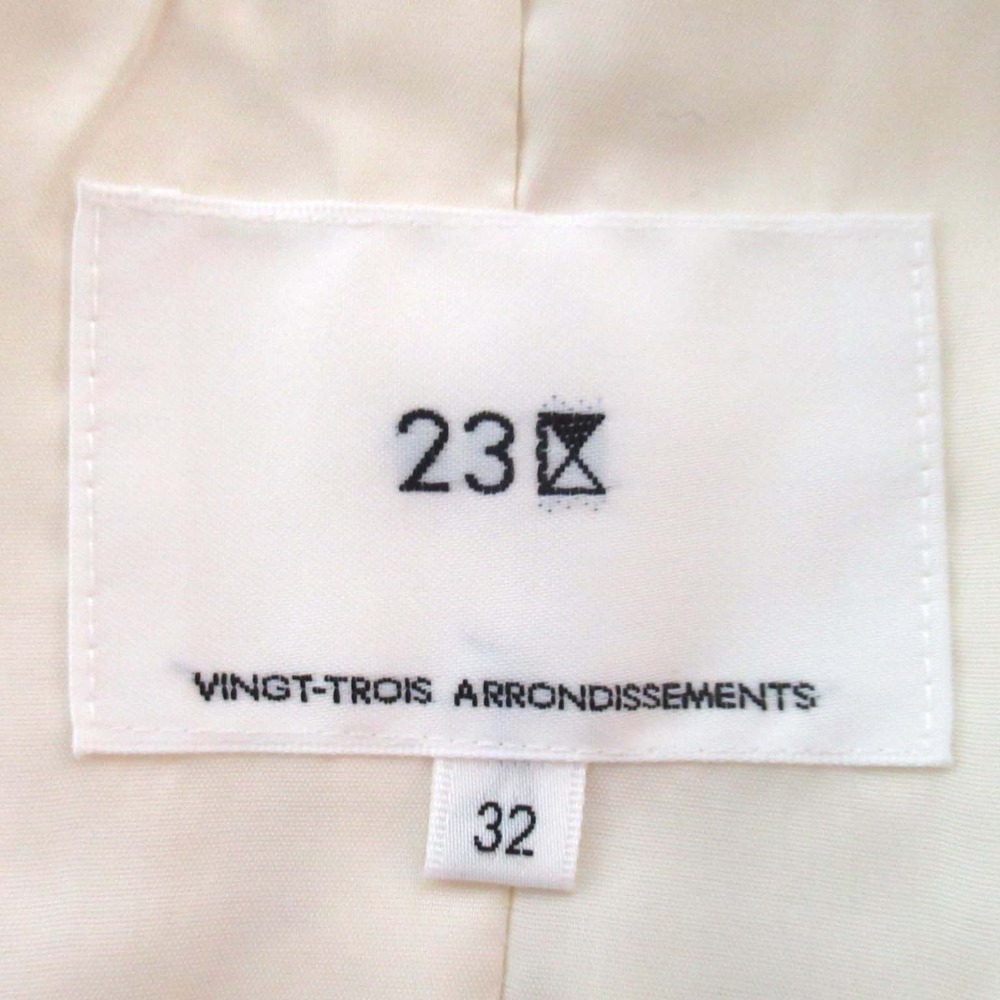 23区
VINGT-TROIS ARRONDISSEMENTS
32